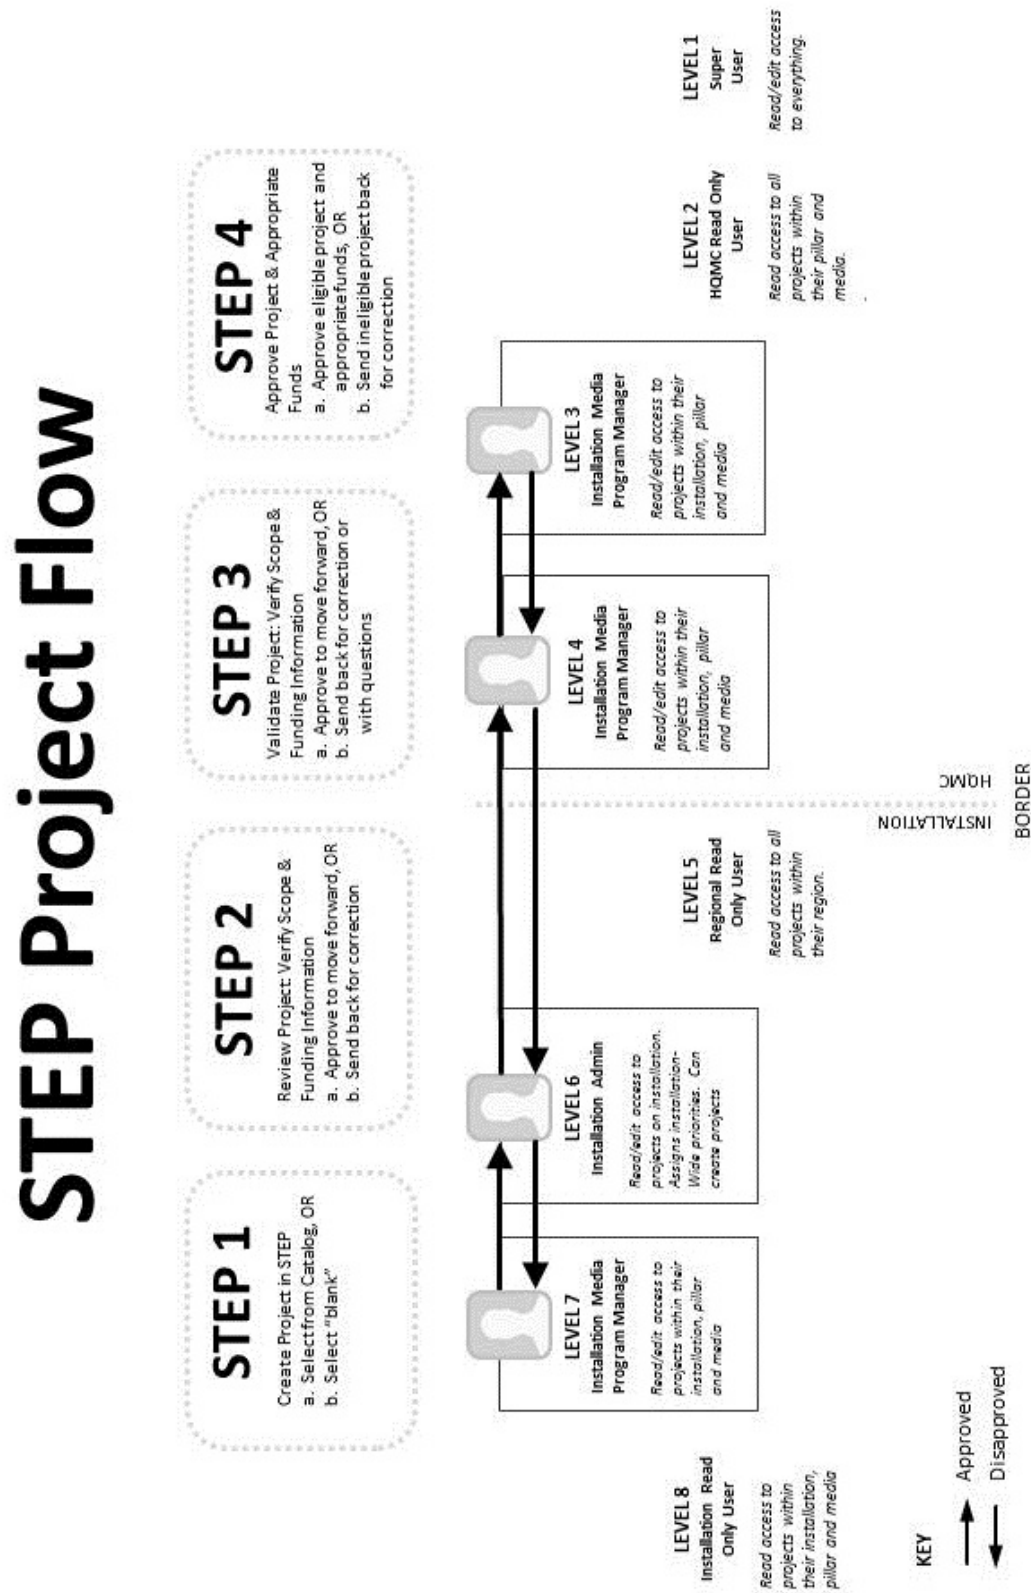 STEP Project Flow
STEP 1
Create Project in STEP
a. Select from Catalog, OR
b. Select "blank"
STEP 2
Review Project: Verify Scope &
Funding Information
a. Approve to move forward, OR
b. Send back for correction
STEP 3
Validate Project: Verify Scope &
Funding Information
a. Approve to move forward, OR
b. Send back for correction or
with questions
STEP 4
Approve Project & Appropriate
Funds
a. Approve eligible project and
appropriate funds, OR
b. Send ineligible project back
for correction
LEVEL 8
Installation Read
Only User
Read access to
projects within
their installation,
pillar and media
LEVEL 7
Installation Media
Program Manager
Read/edit access to
projects within their
installation, pillar
and media
LEVEL 6
Installation Admin
Read/edit access to
projects on installation.
Assigns installation-
Wide priorities. Can
create projects
LEVEL 5
Regional Read
Only User
Read access to all
projects within
their region.
LEVEL 4
Installation Media
Program Manager
Read/edit access to
projects within their
installation, pillar
and media
LEVEL 3
Installation Media
Program Manager
Read/edit access to
projects within their
installation, pillar
and media
LEVEL 2
HQMC Read Only
User
Read access to all
projects within
their pillar and
media.
.
LEVEL 1
Super
User
Read/edit access
to everything.
INSTALLATION
HQMC
BORDER
KEY
Approved
Disapproved